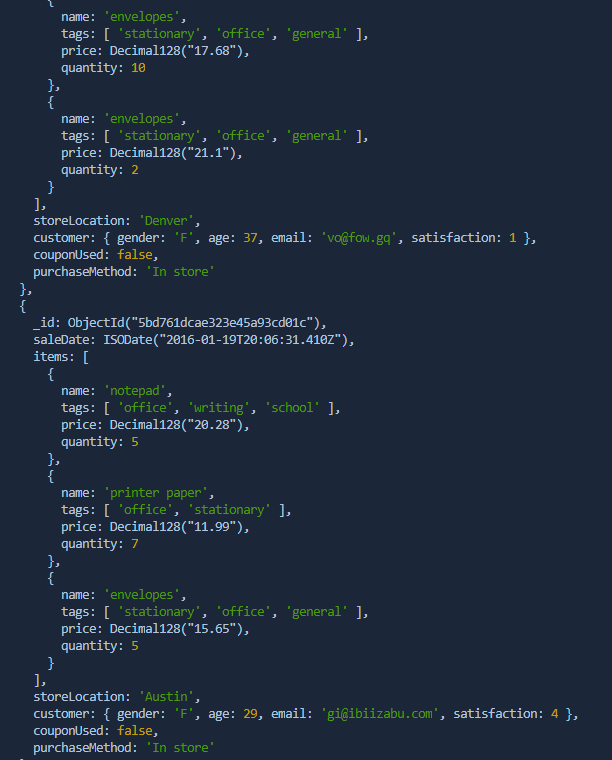 {
name: 'envelopes',
tags: [ 'stationary', 'office', 'general' ],
price: Decimal128("17.68"),
quantity: 10
},
{
name: 'envelopes',
tags: [ 'stationary', 'office', 'general' ],
price: Decimal128("21.1"),
quantity: 2
}
],
storeLocation: 'Denver',
customer: { gender: 'F', age: 37, email: 'vo@fow.gq', satisfaction: 1 },
couponUsed: false,
purchaseMethod: 'In store'
},
{
_id: ObjectId("5bd761dcae323e45a93cd01c"),
saleDate: ISODate("2016-01-19T20:06:31.410Z"),
items: [
{
name: 'notepad',
tags: [ 'office', 'writing', 'school' ],
price: Decimal128("20.28"),
quantity: 5
},
{
name: 'printer paper',
tags: [ 'office', 'stationary' ],
price: Decimal128("11.99"),
quantity: 7
},
{
name: 'envelopes',
tags: [ 'stationary', 'office', 'general' ],
price: Decimal128("15.65"),
quantity: 5
}
],
storeLocation: 'Austin',
customer: { gender: 'F', age: 29, email: 'gi@ibiizabu.com', satisfaction: 4 },
couponUsed: false,
purchaseMethod: 'In store'